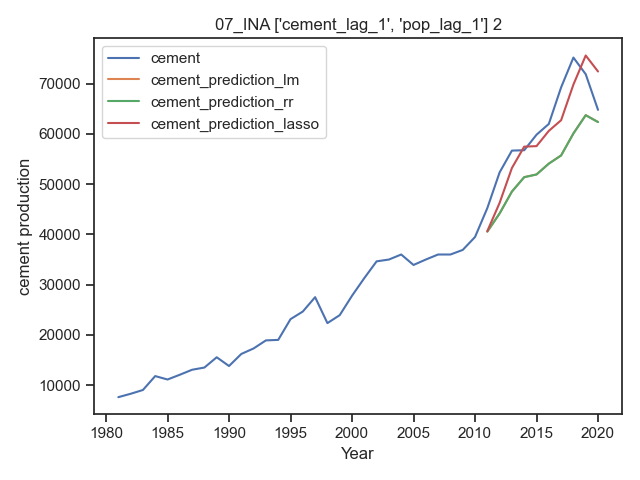 07_INA ['cement_lag_1', 'pop_lag_1'] 2
cement
cement_prediction_lm
cement_prediction_rr
cement_prediction_lasso
cement production
70000
60000
50000
40000
30000
20000
10000
1980 1985 1990 1995 2000 2005 2010 2015 2020
Year